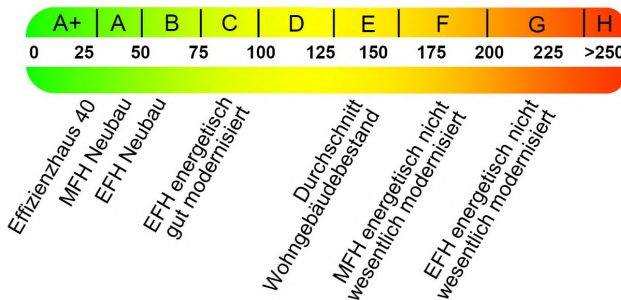 A+ A B C D E F G H
0 25 50 75 100 125 150 175 200 225 >250
Effizienzhaus 40
MFH Neubau
EFH Neubau
EFH energetisch
gut modernisiert
Durchschnitt
Wohngebäudebestand
MFH energetisch nicht
wesentlich modernisiert
EFH energetisch nicht
wesentlich modernisiert